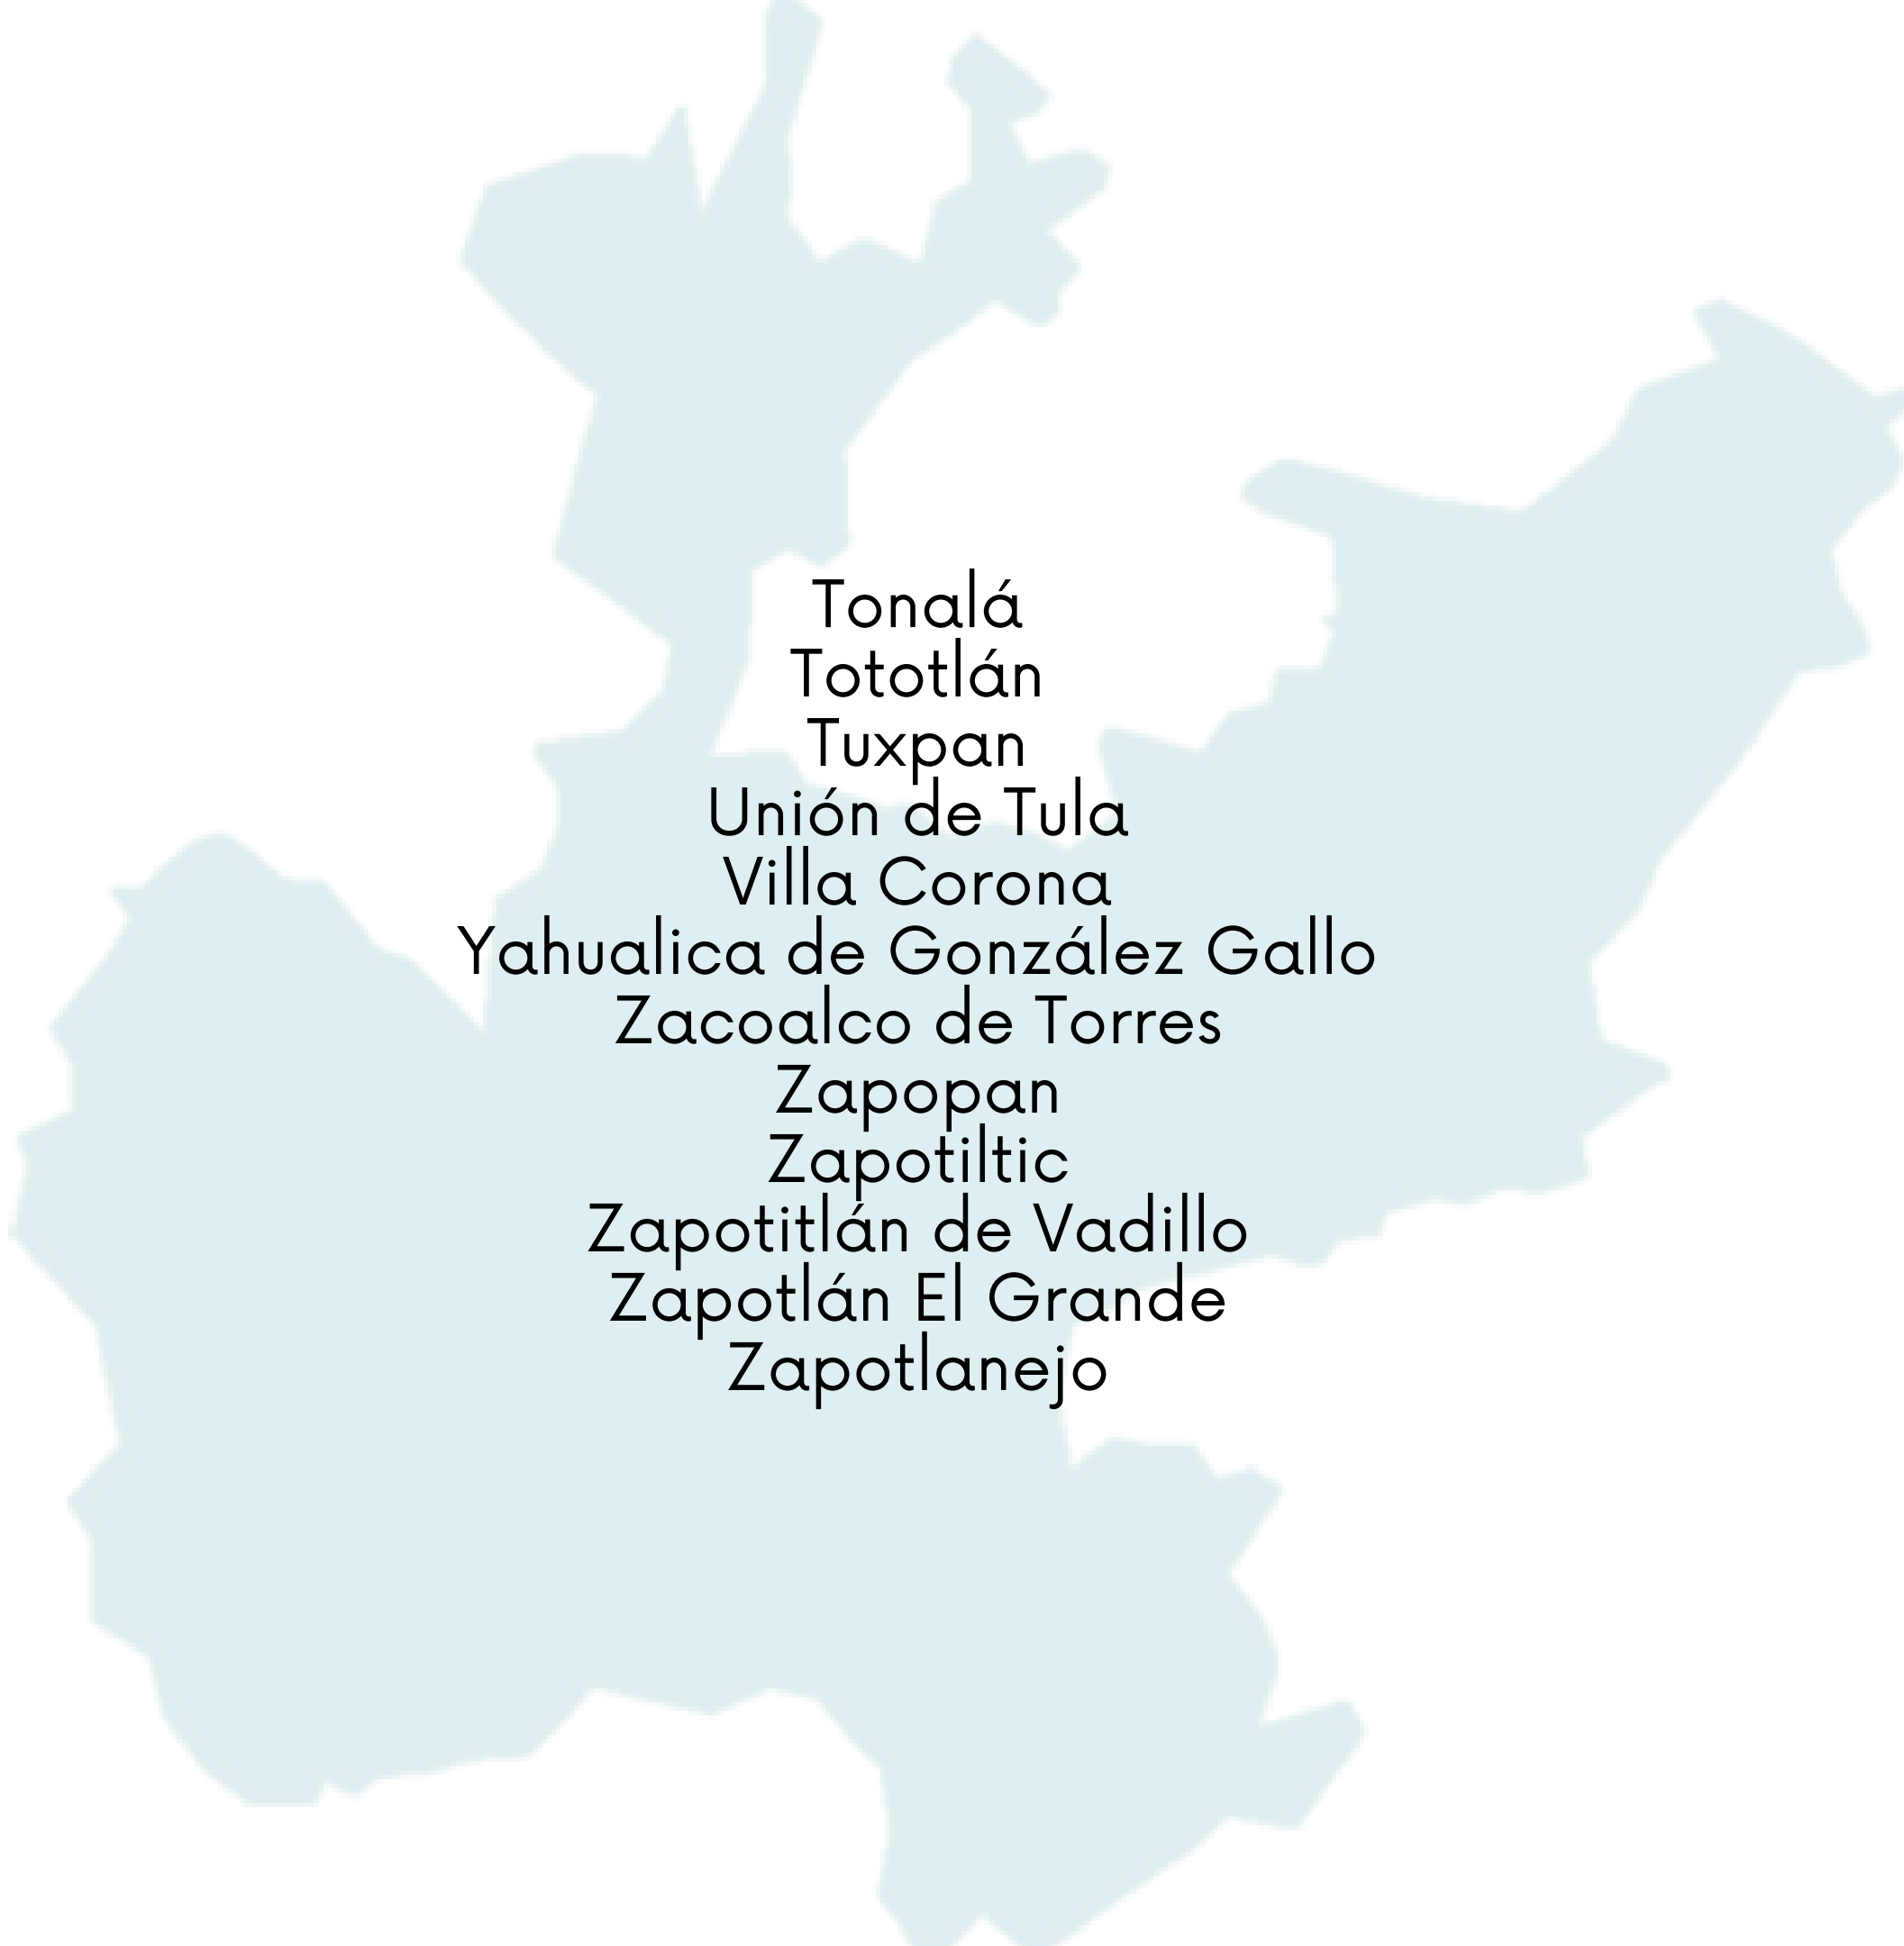 Tonalá
Tototlán
Tuxpan
Unión de Tula
Villa Corona
Yahualica de González Gallo
Zacoalco de Torres
Zapopan
Zapotiltic
Zapotitlán de Vadillo
Zapotlán El Grande
Zapotlanejo